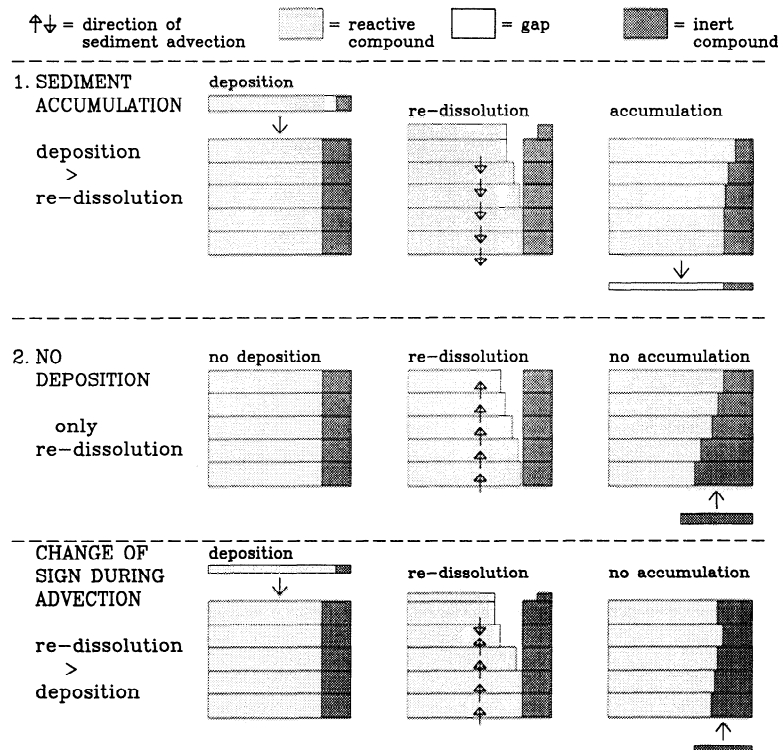 = direction of
sediment advection
= reactive
compound
= gap
= inert
compound
1. SEDIMENT
ACCUMULATION
deposition
>
re-dissolution
deposition
re-dissolution
accumulation
2. NO
DEPOSITION
only
re-dissolution
no deposition
re-dissolution
no accumulation
CHANGE OF
SIGN DURING
ADVECTION
re-dissolution
>
deposition
deposition
re-dissolution
no accumulation